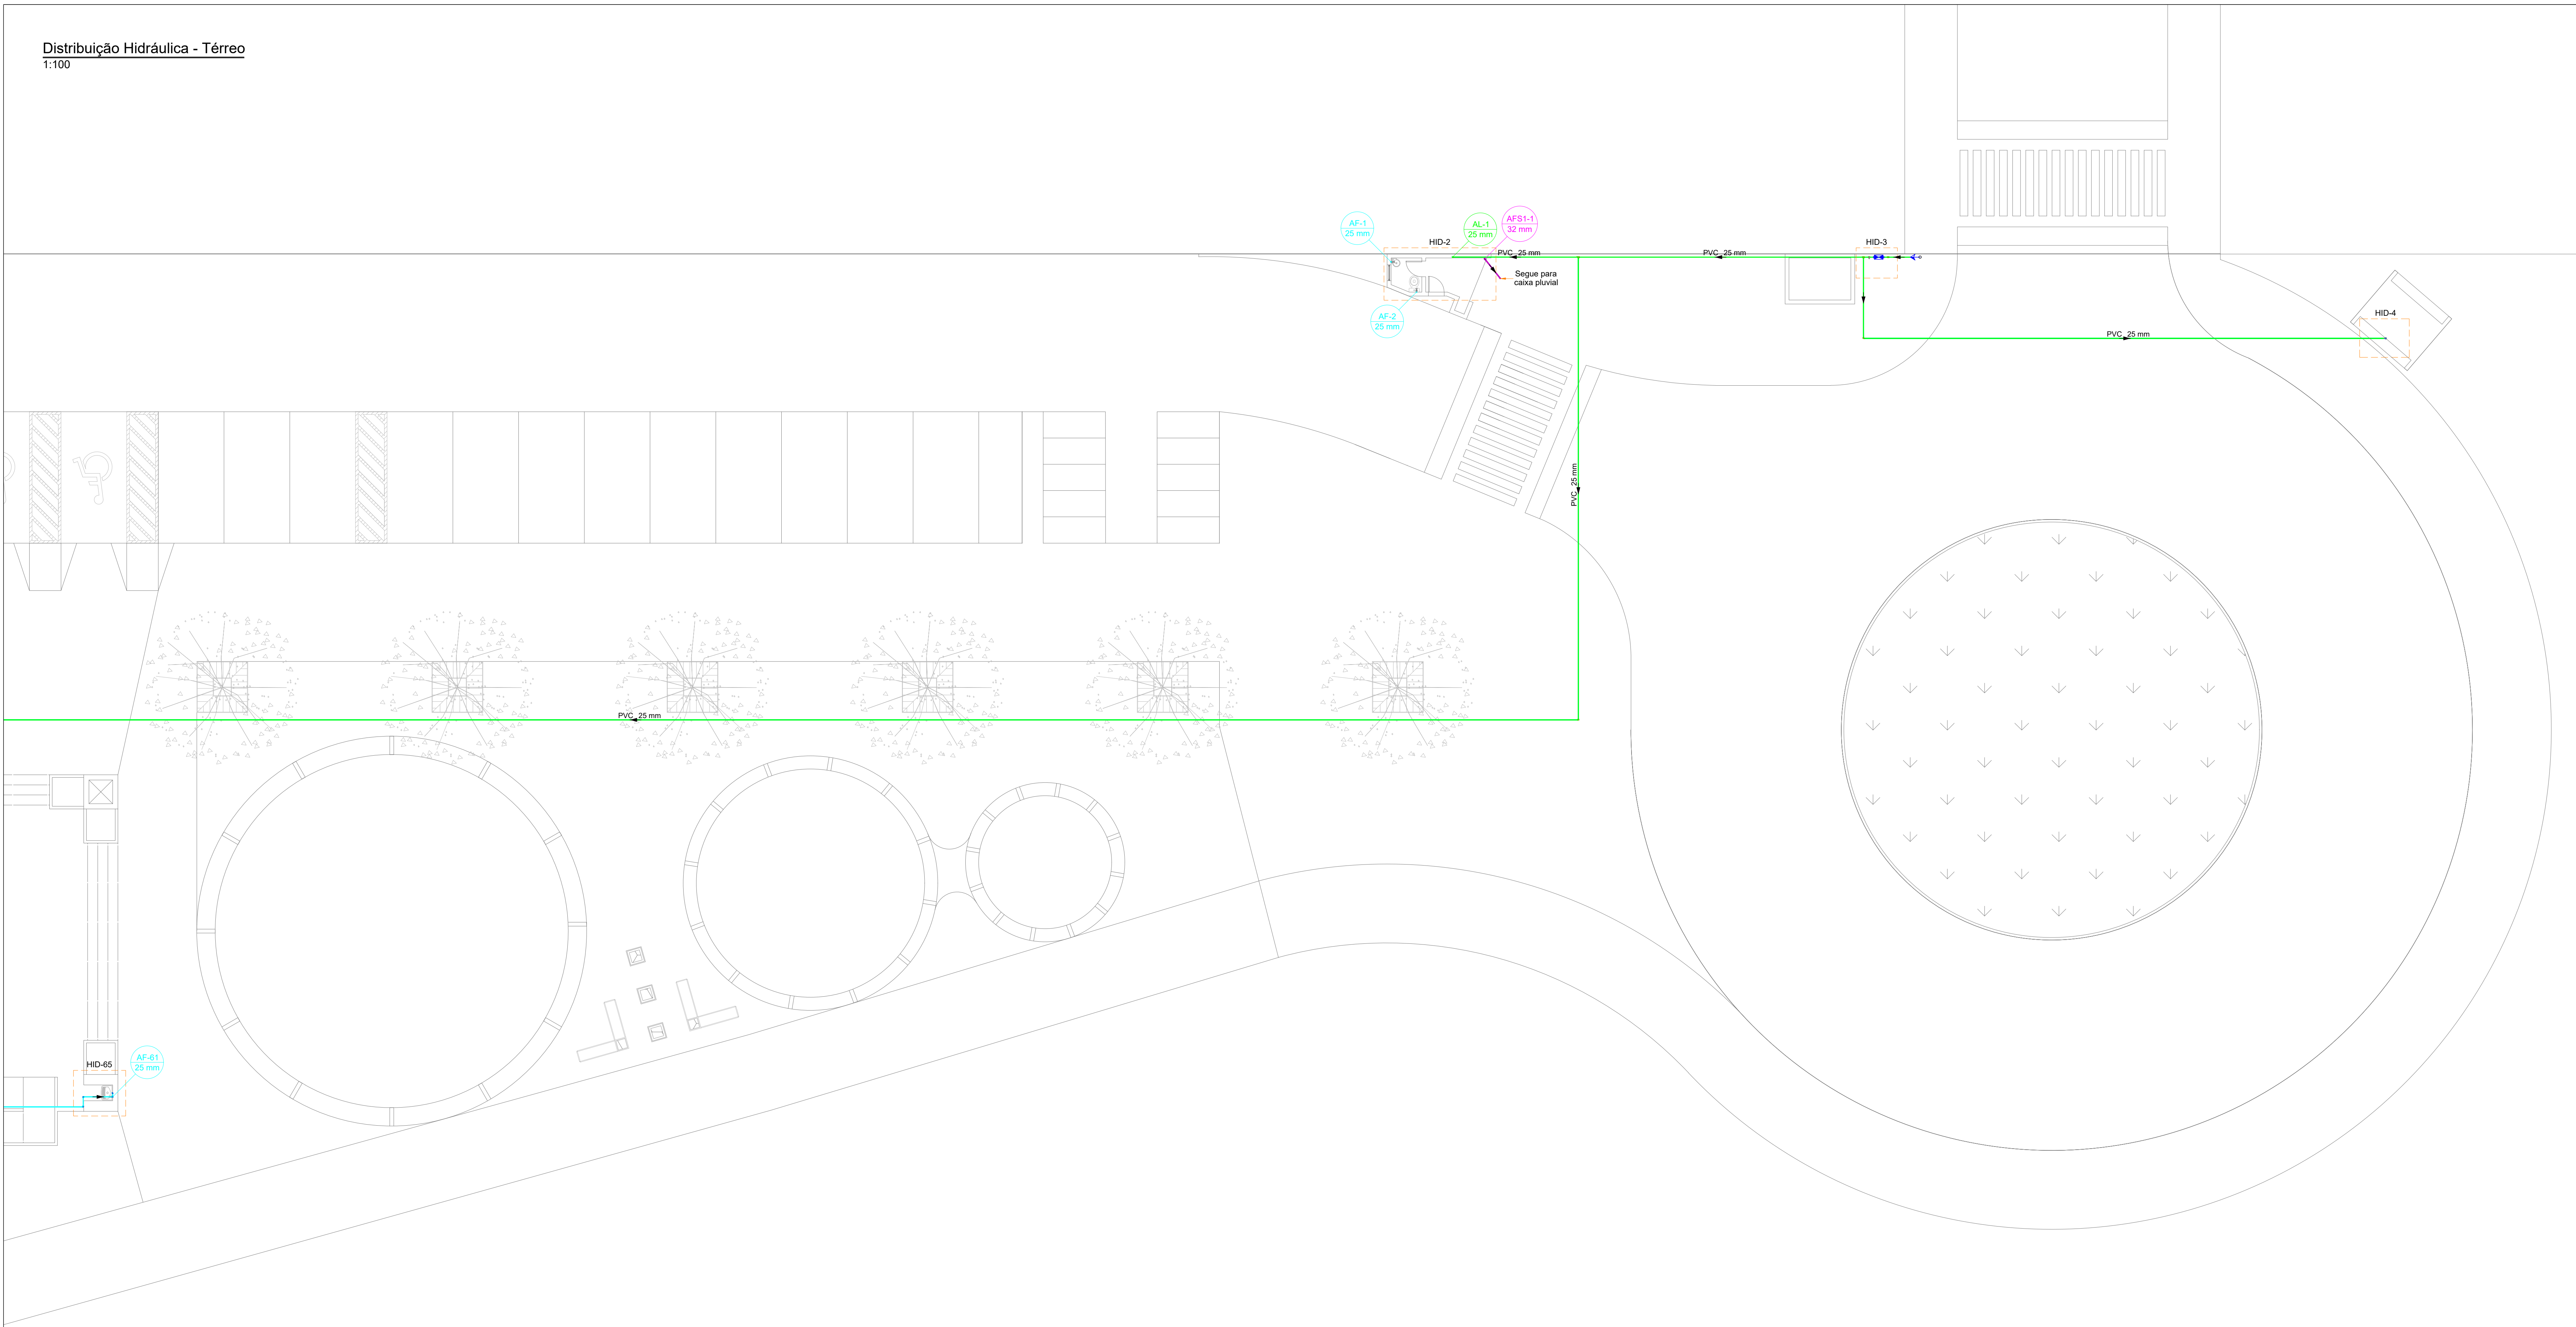 Distribuição Hidráulica - Térreo
1:100
AF-1
25 mm
HID-2
AL-1
25 mm
AFS1-1
32 mm
PVC 25 mm
PVC 25 mm
HID-3
Segue para
caixa pluvial
AF-2
25 mm
HID-4
PVC 25 mm
PVC 25 mm
PVC 25 mm
HID-65
AF-61
25 mm